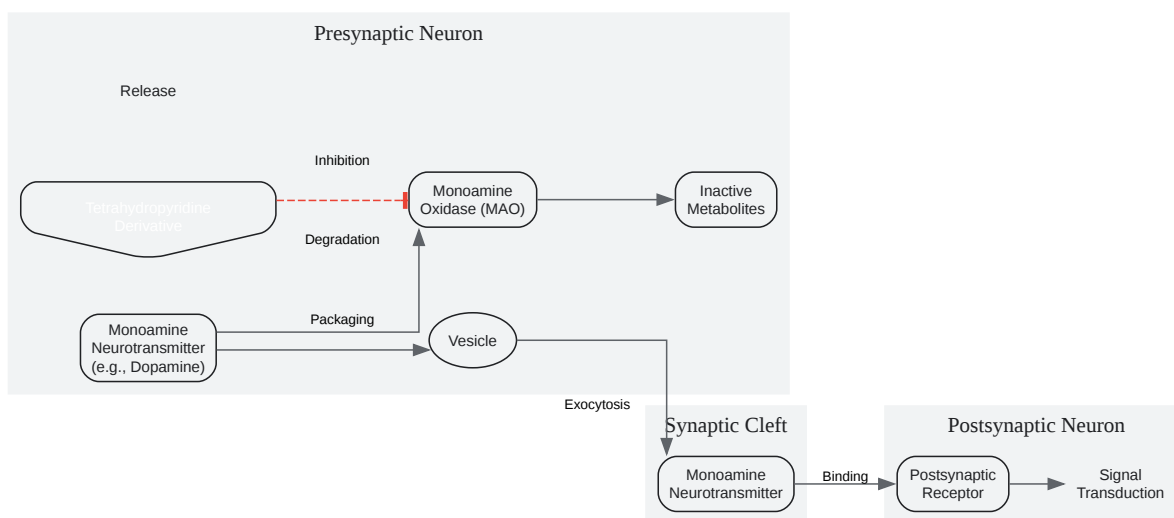 Presynaptic Neuron
Release
Inhibition
Monoamine
Oxidase (MAO)
Inactive
Metabolites
Tetrahydropyridine
Derivative
Degradation
Packaging
Monoamine
Neurotransmitter
(e.g., Dopamine)
Vesicle
Exocytosis
Synaptic Cleft
Postsynaptic Neuron
Monoamine
Neurotransmitter
Binding
Postsynaptic
Receptor
Signal
Transduction